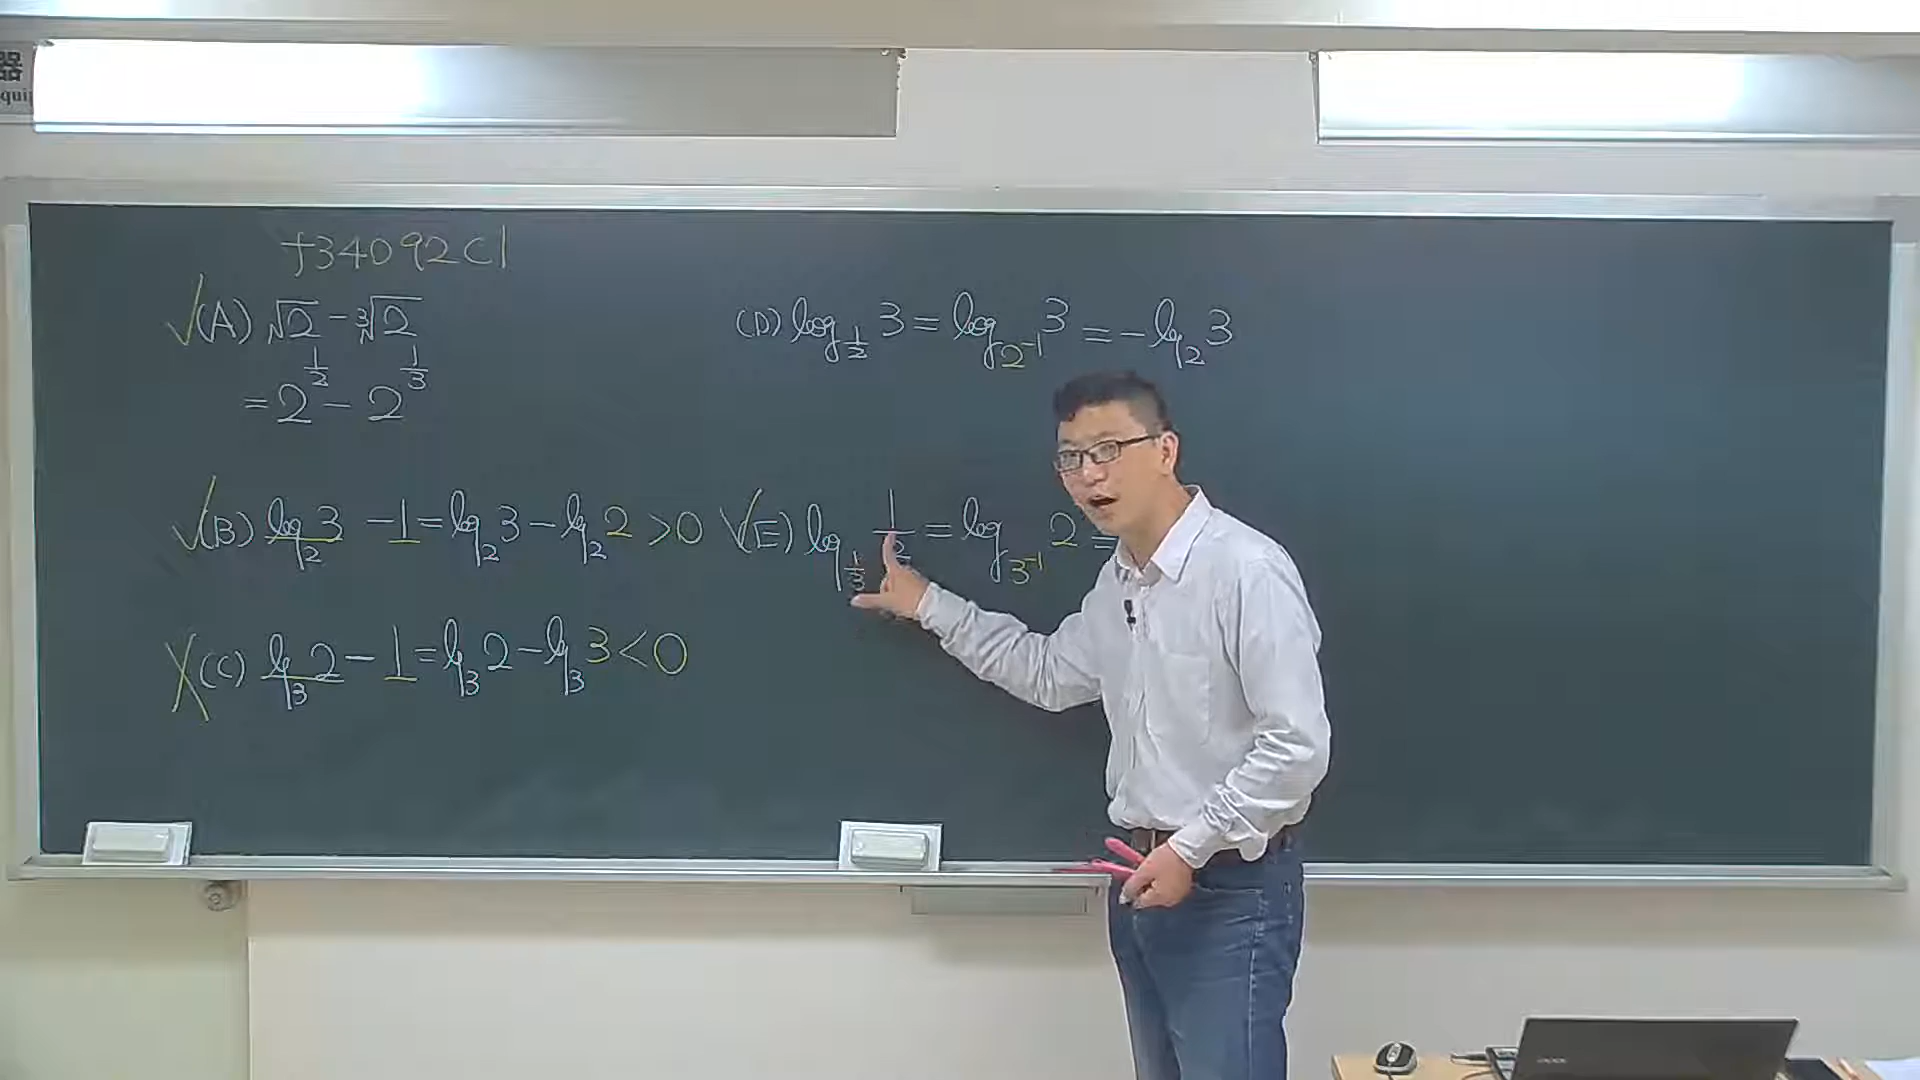 f34092C1
√(A) √2 - ∛2
= 2^{1/2} - 2^{1/3}
√(B) log_2 3 - 1 = log_2 3 - log_2 2 > 0
X(C) log_3 2 - 1 = log_3 2 - log_3 3 < 0
(D) log_{1/2} 3 = log_{2^{-1}} 3 = -log_2 3
√(E) log_{1/3} 1/2 = log_{3^{-1}} 2 =